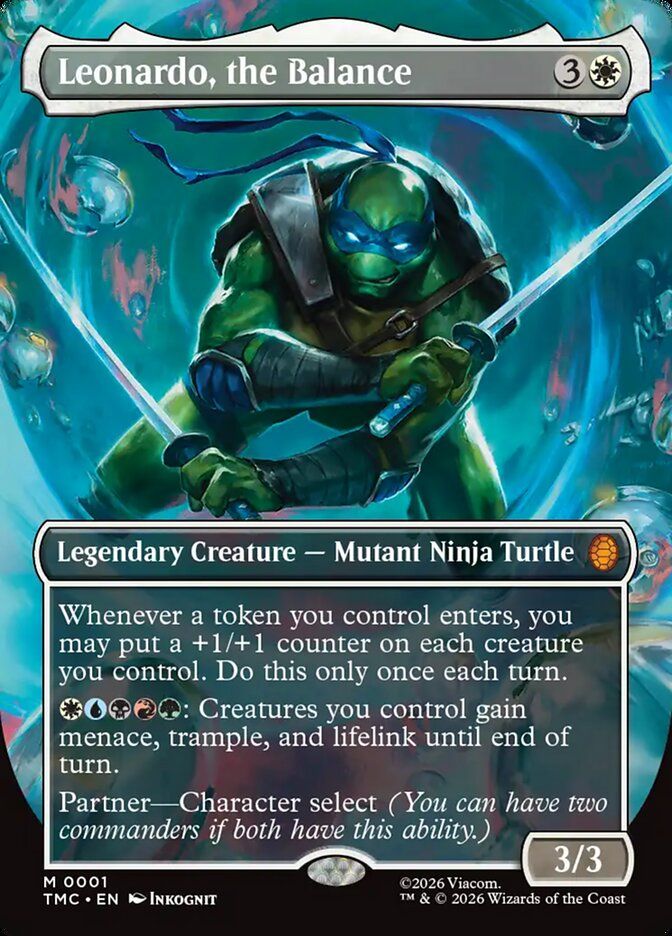 Leonardo, the Balance 3
Legendary Creature — Mutant Ninja Turtle
Whenever a token you control enters, you
may put a +1/+1 counter on each creature
you control. Do this only once each turn.
: Creatures you control gain
menace, trample, and lifelink until end of
turn.
Partner—Character select (You can have two
commanders if both have this ability.)
3/3
M 0001
TMC • EN Inkognit
©2026 Viacom.
™ & © 2026 Wizards of the Coast